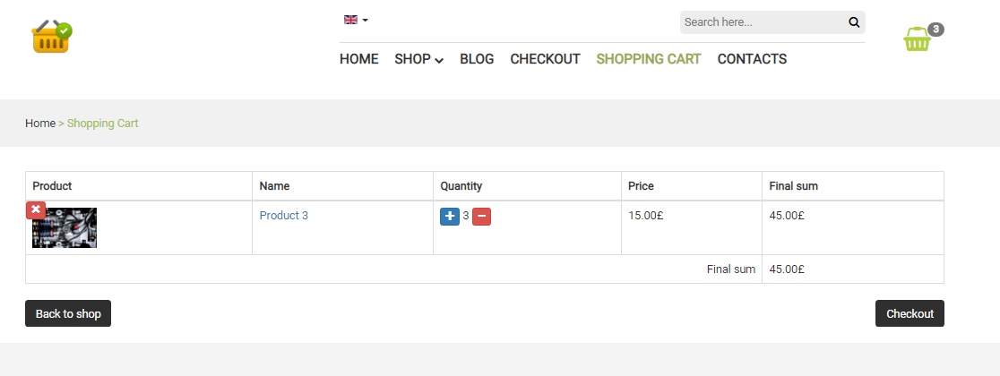 Search here...
3
HOME SHOP BLOG CHECKOUT SHOPPING CART CONTACTS
Home > Shopping Cart
Product Name Quantity Price Final sum
Product 3 3 15.00£ 45.00£
Final sum 45.00£
Back to shop Checkout